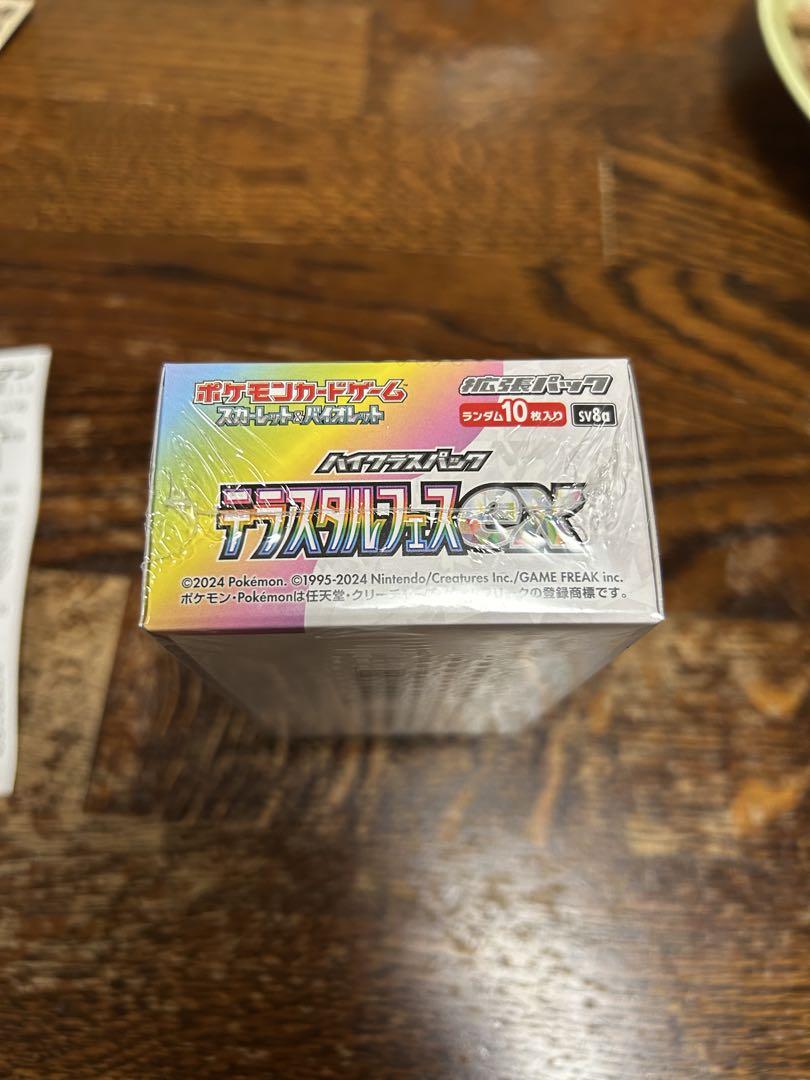 ポケモンカードゲーム
スカーレット&バイオレット
拡張パック
ランダム10枚入り
sv8a
ハイクラスパック
テラスタルフェスex
©2024 Pokémon. ©1995-2024 Nintendo/Creatures Inc./GAME FREAK inc.
ポケモン・Pokémonは任天堂・クリーチャーズ・ゲームフリークの登録商標です。